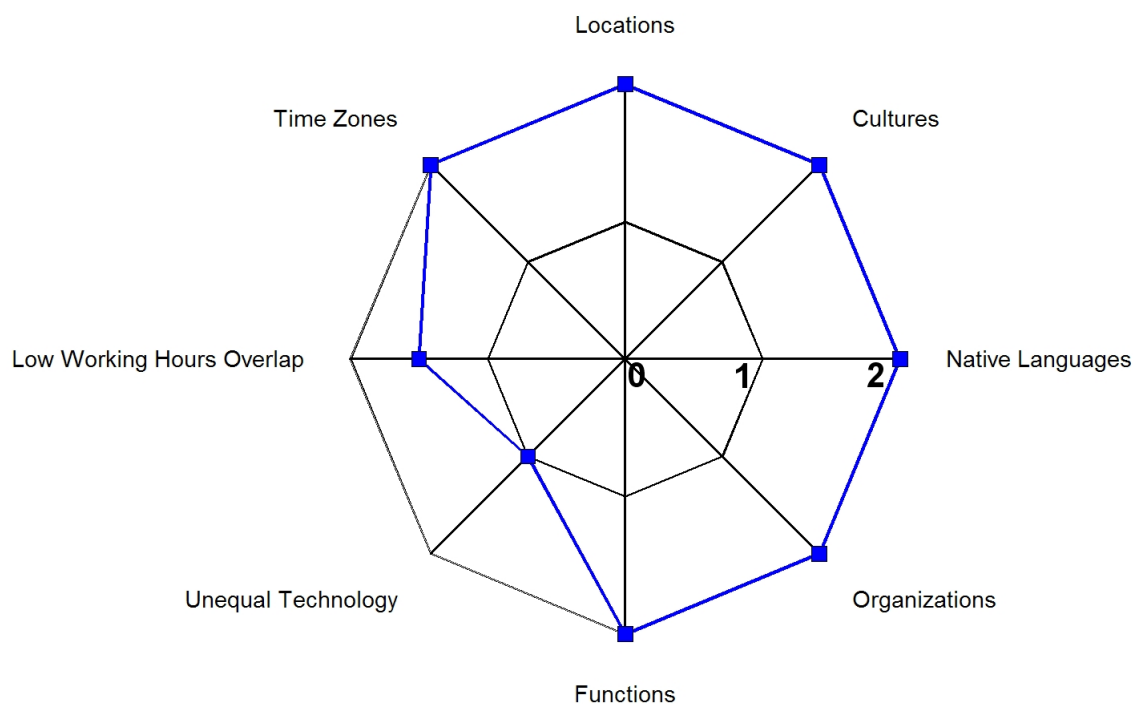 Locations
Time Zones
Cultures
Low Working Hours Overlap
0
1
2
Native Languages
Unequal Technology
Organizations
Functions